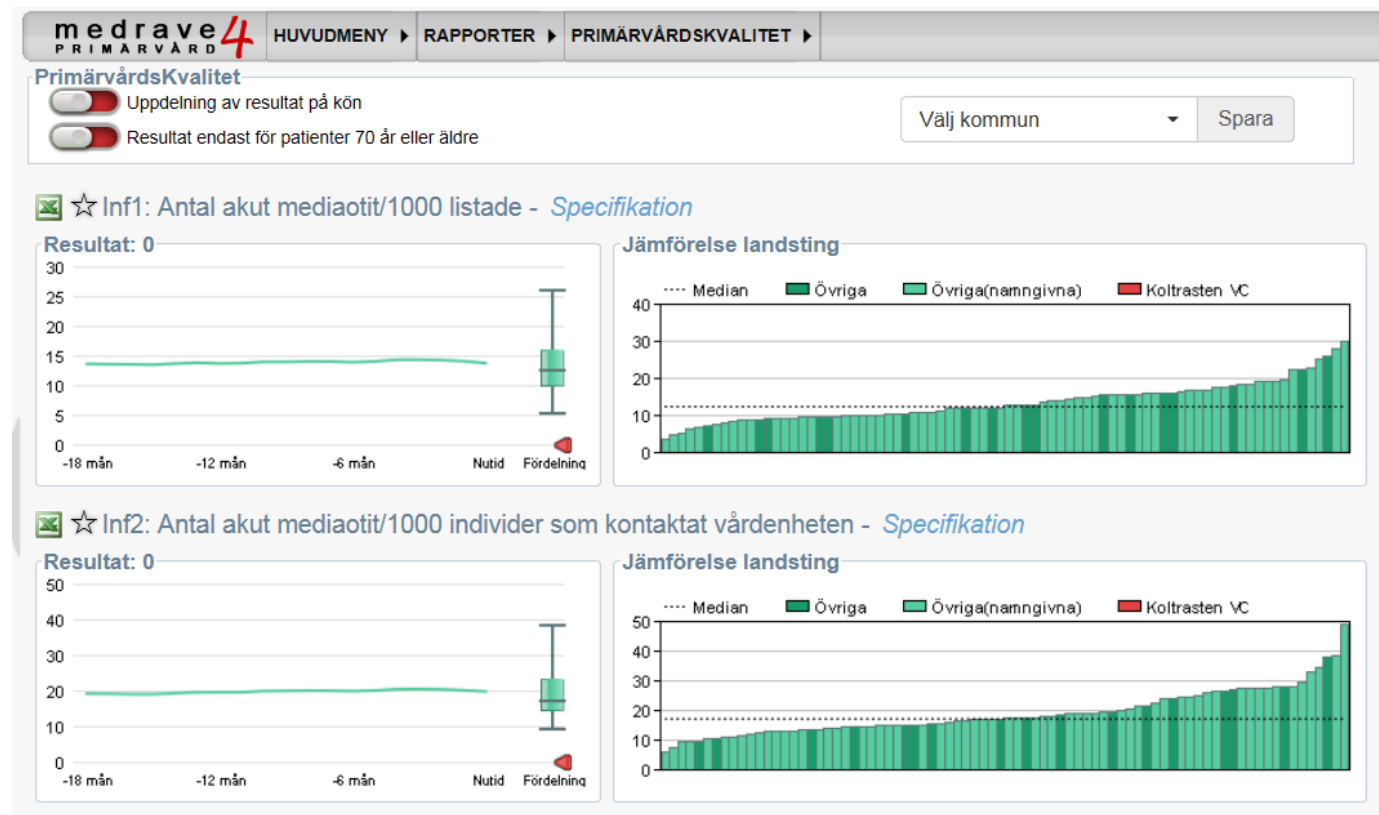 medrave4
PRIMÄRVÅRD
HUVUDMENY
RAPPORTER
PRIMÄRVÅRDSKVALITET
PrimärvårdsKvalitet
Uppdelning av resultat på kön
Resultat endast för patienter 70 år eller äldre
Välj kommun
Spara
Inf1: Antal akut mediaotit/1000 listade - Specifikation
Resultat: 0
30
25
20
15
10
5
0
-18 mån -12 mån -6 mån Nutid Fördelning
Jämförelse landsting
Median Övriga Övriga(namngivna) Koltrasten VC
40
30
20
10
0
Inf2: Antal akut mediaotit/1000 individer som kontaktat vårdenheten - Specifikation
Resultat: 0
50
40
30
20
10
0
-18 mån -12 mån -6 mån Nutid Fördelning
Jämförelse landsting
Median Övriga Övriga(namngivna) Koltrasten VC
50
40
30
20
10
0